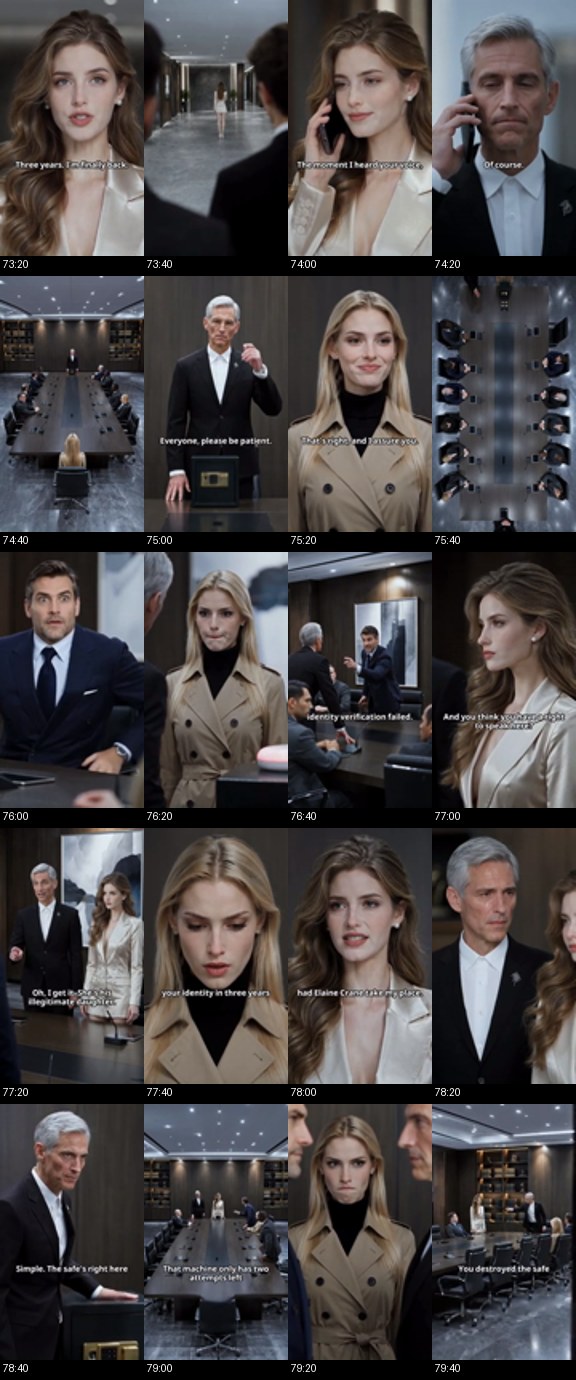 Three years. I'm finally back.
The moment I heard your voice,
Of course.
73:20
73:40
74:00
74:20
Everyone, please be patient.
That's right, and I assure you.
74:40
75:00
75:20
75:40
identity verification failed.
And you think you have a right
to speak here?
76:00
76:20
76:40
77:00
Oh, I get it. She's his
illegitimate daughter.
your identity in three years
had Elaine Crane take my place.
77:20
77:40
78:00
78:20
Simple. The safe's right here
That machine only has two
attempts left
You destroyed the safe
78:40
79:00
79:20
79:40